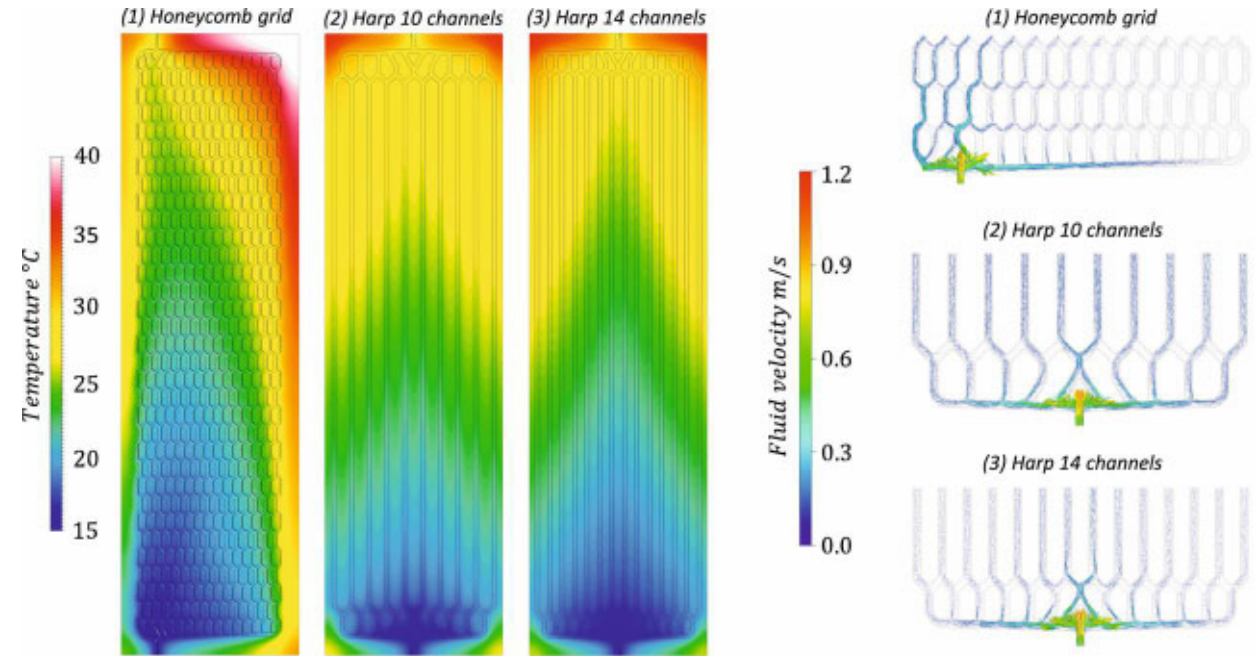 (1) Honeycomb grid
(2) Harp 10 channels
(3) Harp 14 channels
Temperature °C
40
35
30
25
20
15
Fluid velocity m/s
1.2
0.9
0.6
0.3
0.0
(1) Honeycomb grid
(2) Harp 10 channels
(3) Harp 14 channels